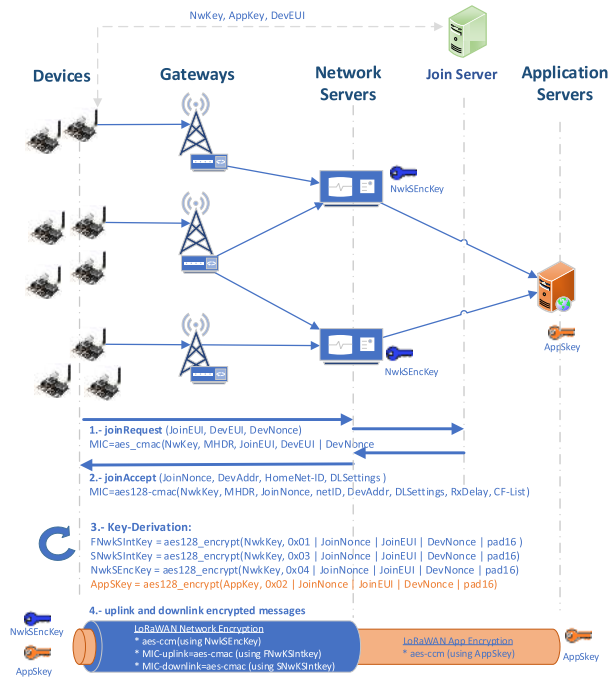 NwKey, AppKey, DevEUI
Devices
Gateways
Network
Servers
Join Server
Application
Servers
NwkSEncKey
AppSkey
NwkSEncKey
1.- joinRequest (JoinEUI, DevEUI, DevNonce)
MIC=aes_cmac(NwKey, MHDR, JoinEUI, DevEUI | DevNonce
2.- joinAccept (JoinNonce, DevAddr, HomeNet-ID, DLSettings )
MIC=aes128-cmac(NwkKey, MHDR, JoinNonce, netID, DevAddr, DLSettings, RxDelay, CF-List)
3.- Key-Derivation:
FNwkSIntKey = aes128_encrypt(NwkKey, 0x01 | JoinNonce | JoinEUI | DevNonce | pad16 )
SNwkSIntKey = aes128_encrypt(NwkKey, 0x03 | JoinNonce | JoinEUI | DevNonce | pad16)
NwkSEncKey = aes128_encrypt(NwkKey, 0x04 | JoinNonce | JoinEUI | DevNonce | pad16)
AppSKey = aes128_encrypt(AppKey, 0x02 | JoinNonce | JoinEUI | DevNonce | pad16)
4.- uplink and downlink encrypted messages
NwkSEncKey
AppSkey
LoRaWAN Network Encryption
* aes-ccm(using NwkSEncKey)
* MIC-uplink=aes-cmac (using FNwKSIntkey)
* MIC-downlink=aes-cmac (using SNwKSIntkey)
LoRaWAN App Encryption
* aes-ccm (using AppSkey)
AppSkey